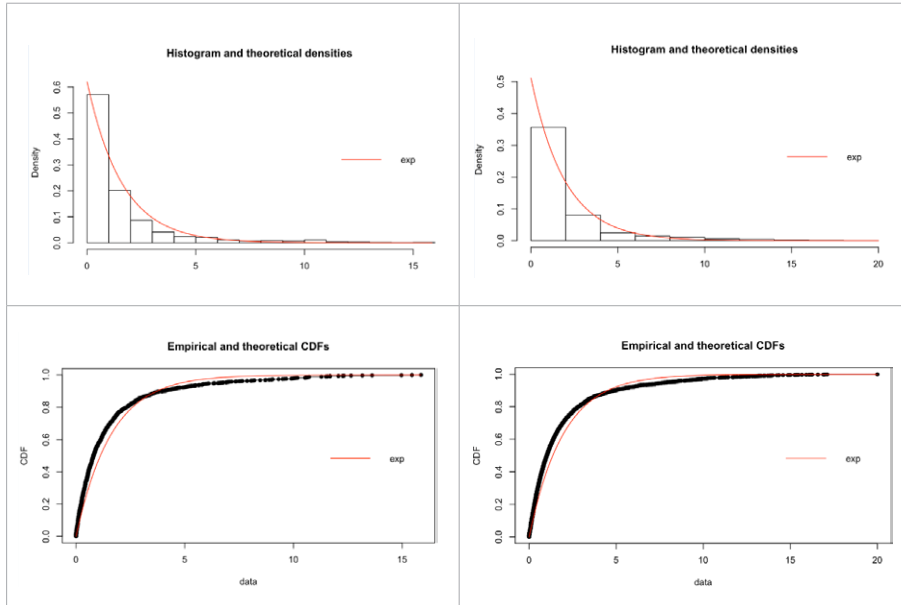 Histogram and theoretical densities
Density
0.0 0.1 0.2 0.3 0.4 0.5 0.6
exp
0 5 10 15
Histogram and theoretical densities
Density
0.0 0.1 0.2 0.3 0.4 0.5
exp
0 5 10 15 20
Empirical and theoretical CDFs
CDF
0.0 0.2 0.4 0.6 0.8 1.0
exp
0 5 10 15
data
Empirical and theoretical CDFs
CDF
0.0 0.2 0.4 0.6 0.8 1.0
exp
0 5 10 15 20
data